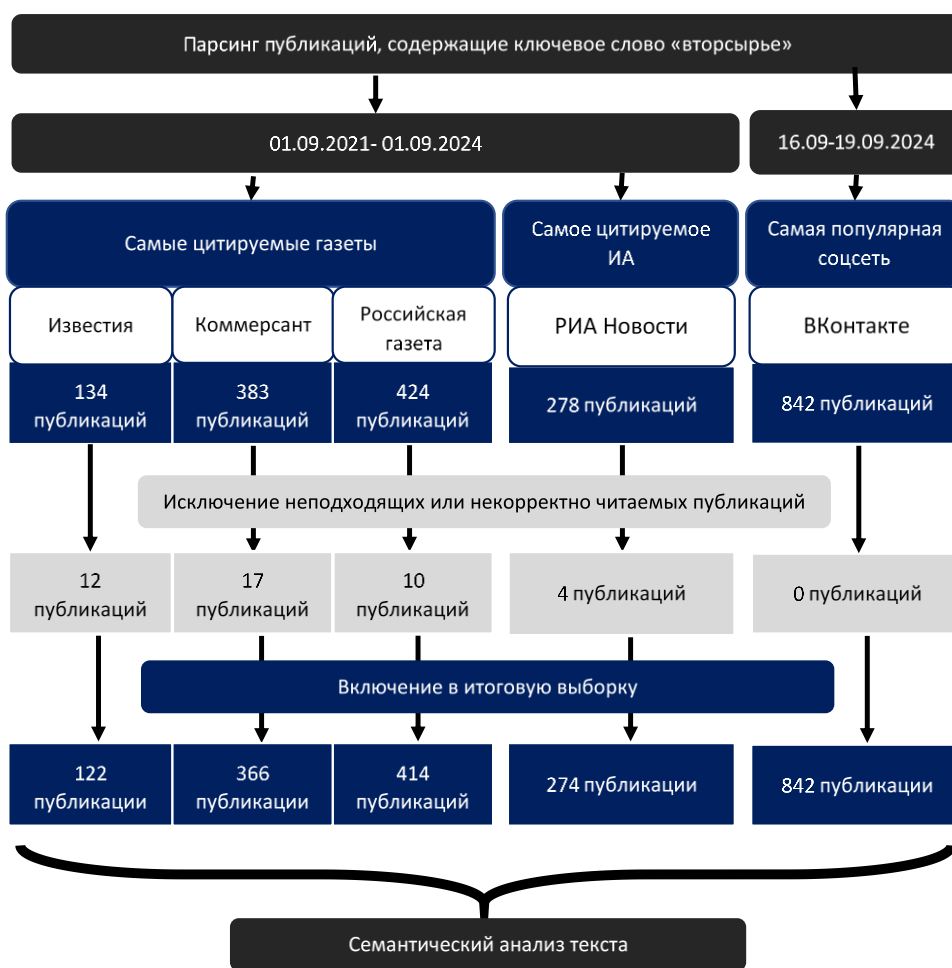 Парсинг публикаций, содержащие ключевое слово «вторсырье»
01.09.2021- 01.09.2024
16.09-19.09.2024
Самые цитируемые газеты
Самое цитируемое
ИА
Самая популярная
соцсеть
Известия
Коммерсант
Российская
газета
РИА Новости
ВКонтакте
134
публикаций
383
публикаций
424
публикаций
278 публикаций
842 публикаций
Исключение неподходящих или некорректно читаемых публикаций
12
публикаций
17
публикаций
10
публикаций
4 публикаций
0 публикаций
Включение в итоговую выборку
122
публикации
366
публикации
414
публикаций
274 публикации
842 публикации
Семантический анализ текста